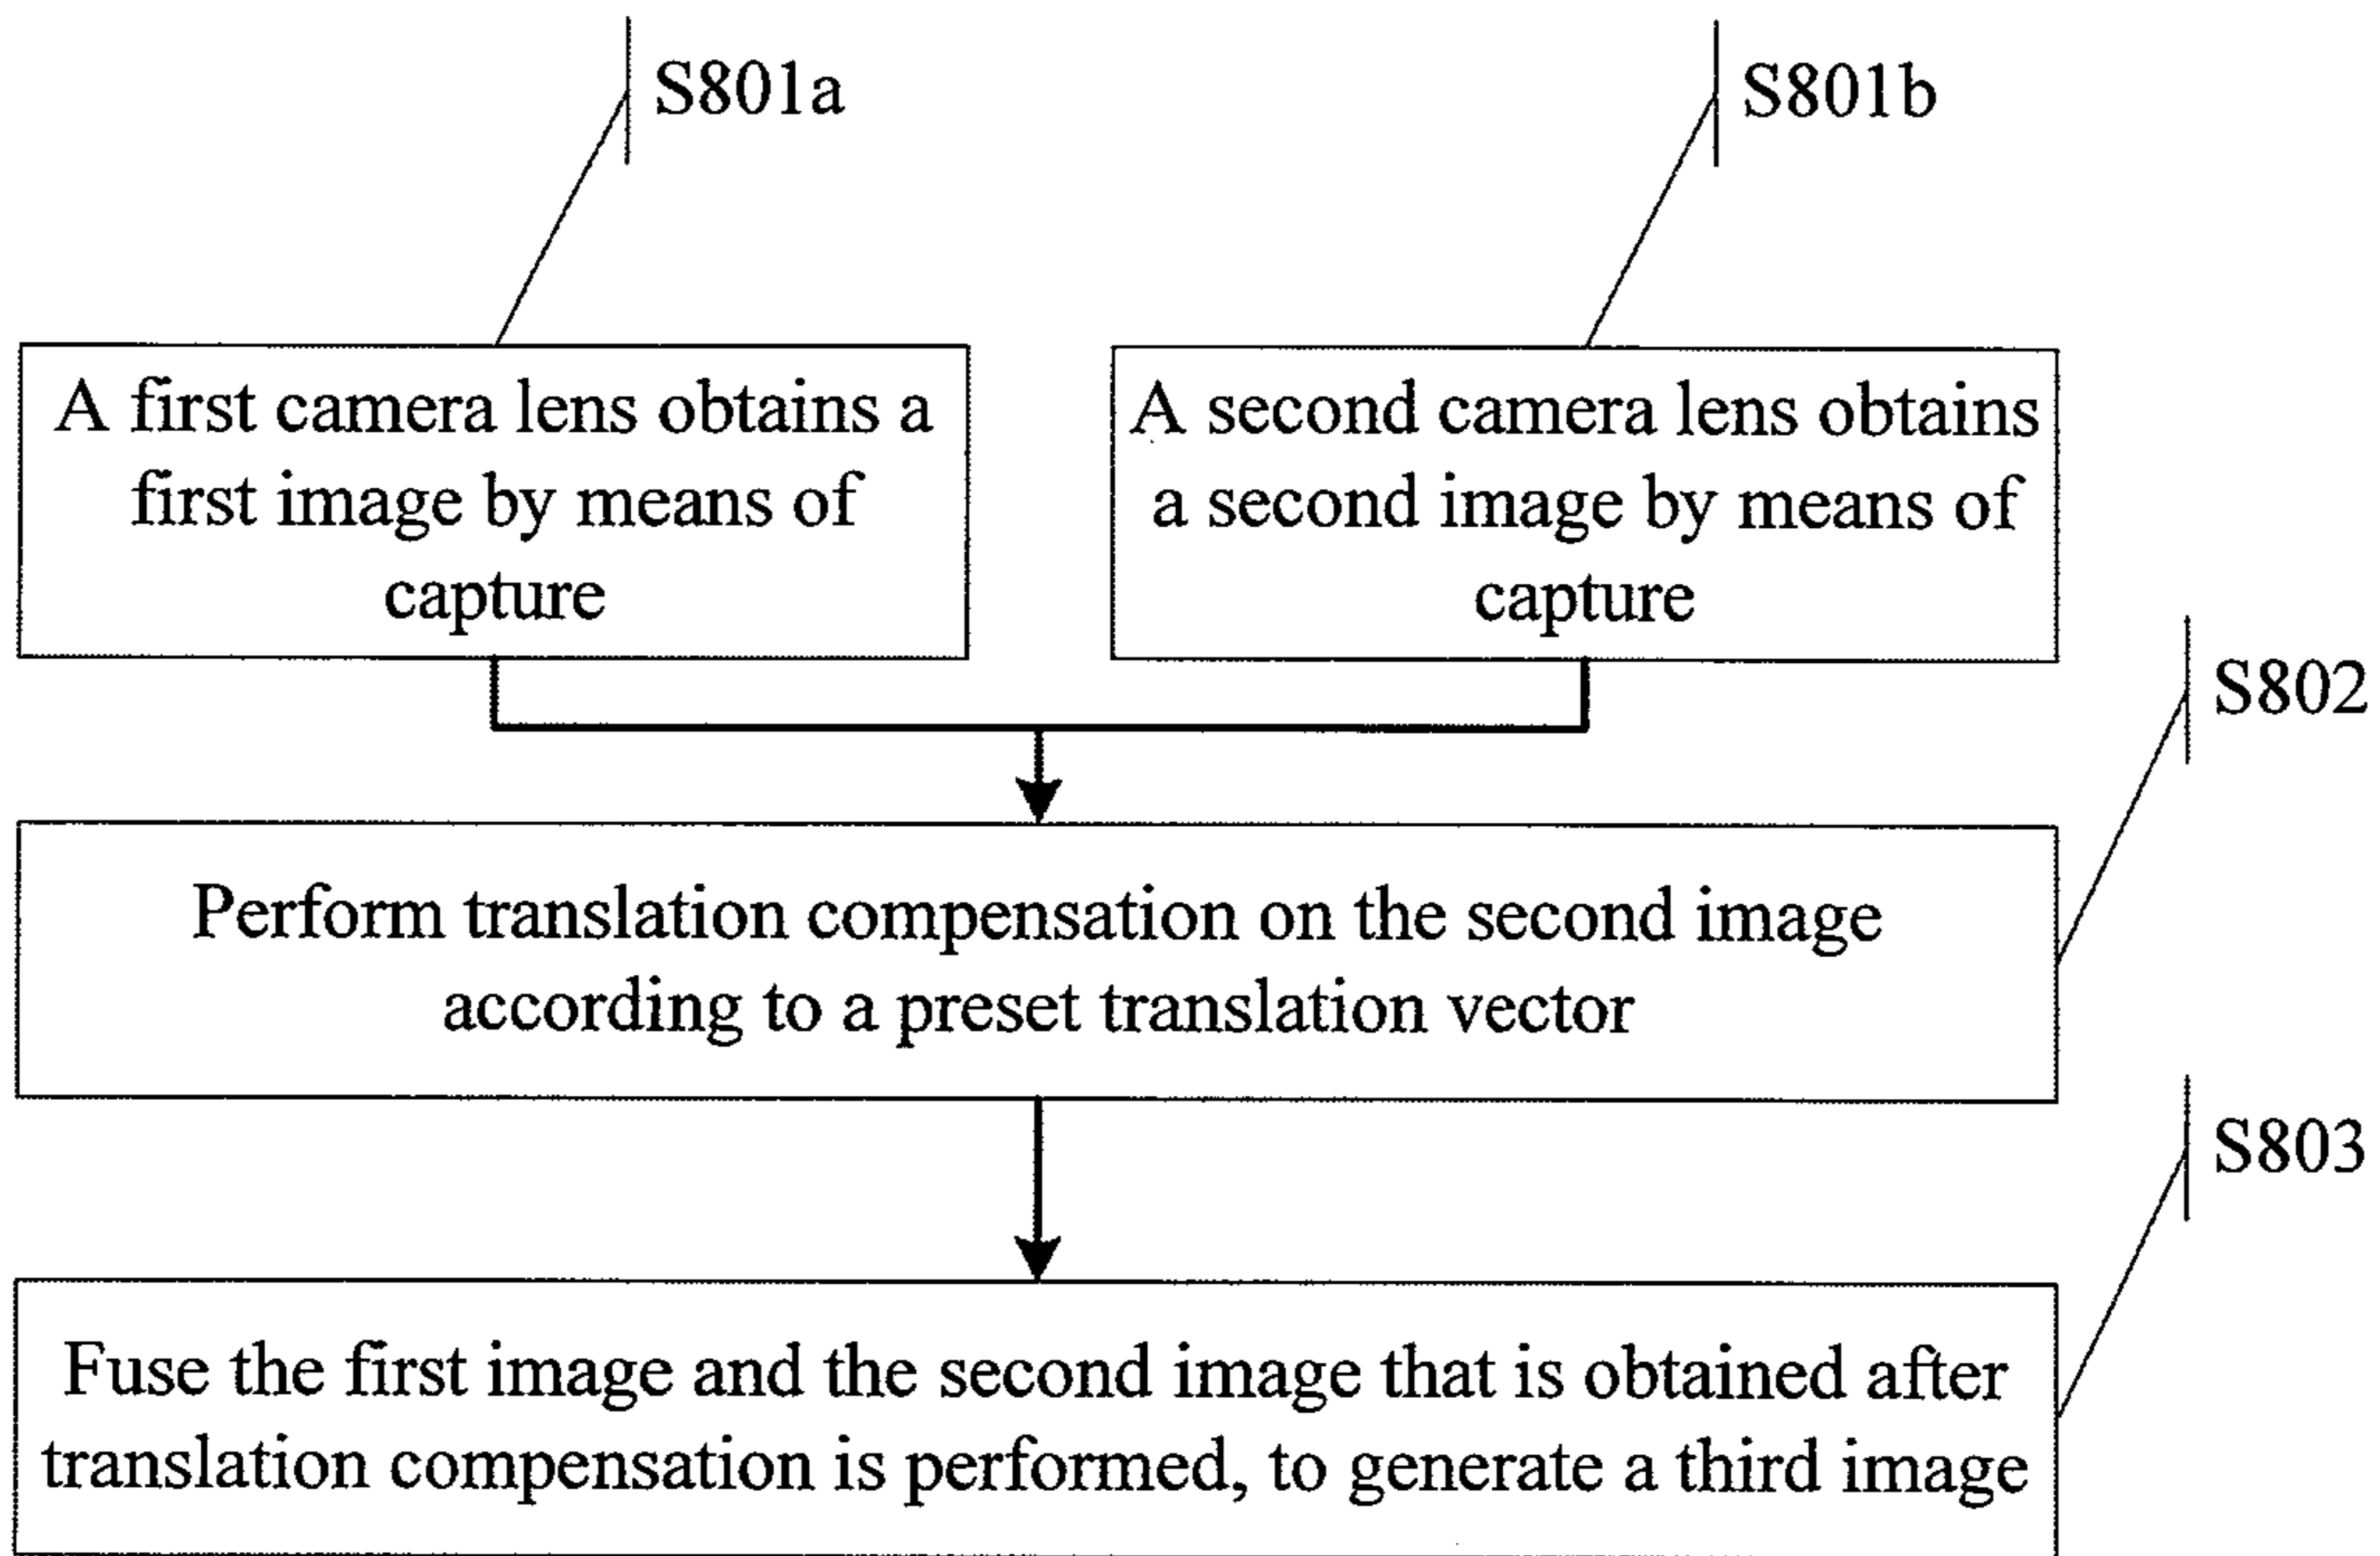 S801a
S801b
A first camera lens obtains a
first image by means of
capture
A second camera lens obtains
a second image by means of
capture
S802
Perform translation compensation on the second image
according to a preset translation vector
S803
Fuse the first image and the second image that is obtained after
translation compensation is performed, to generate a third image